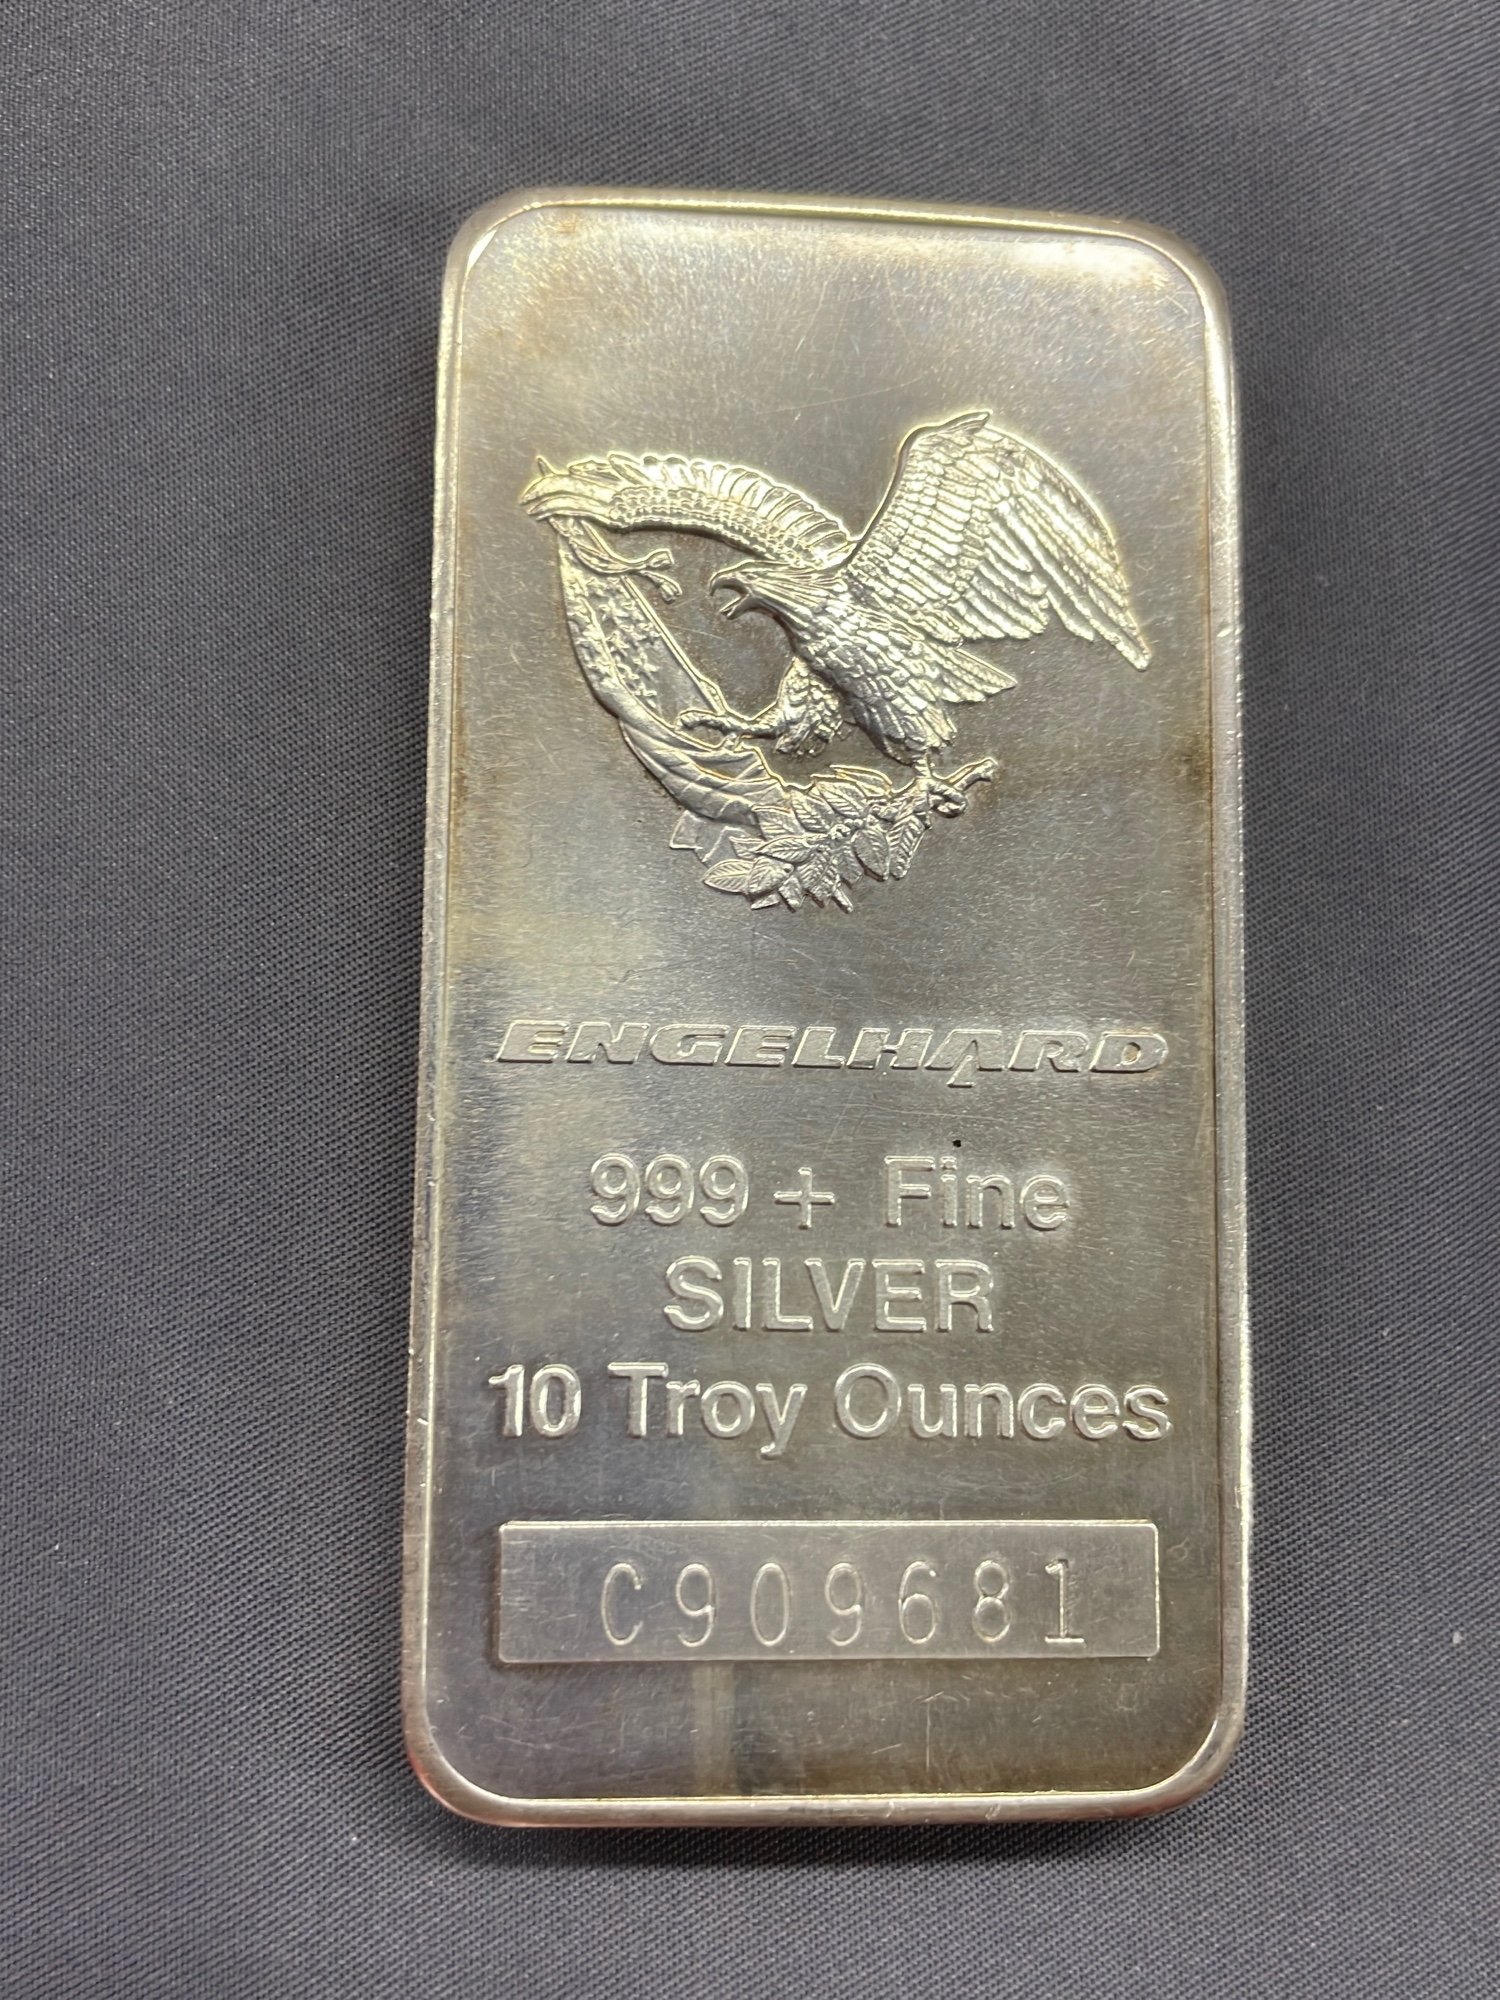 ENGELHARD
999 + Fine
SILVER
10 Troy Ounces
C909681